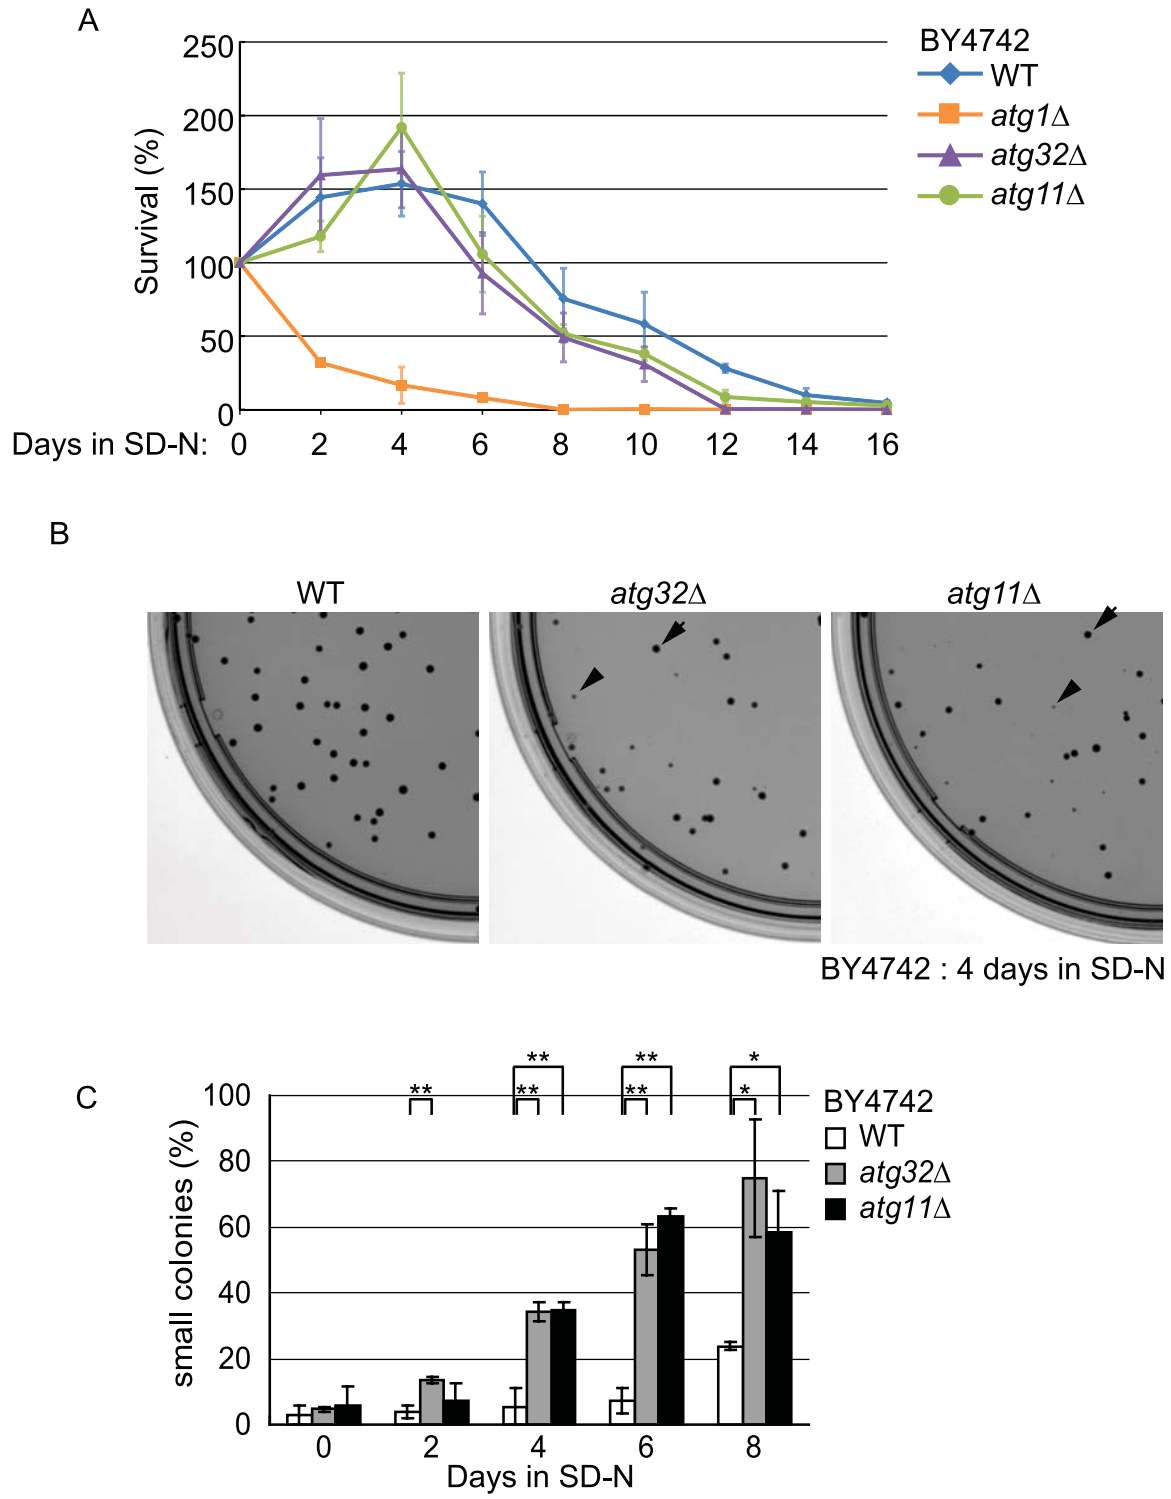 A
250
200
150
100
50
0
Survival (%)
Days in SD-N: 0 2 4 6 8 10 12 14 16
BY4742
WT
atg1Δ
atg32Δ
atg11Δ
B
WT atg32Δ atg11Δ
BY4742 : 4 days in SD-N
C
100
80
60
40
20
0
small colonies (%)
** ** ** ** ** * *
0 2 4 6 8
Days in SD-N
BY4742
WT
atg32Δ
atg11Δ